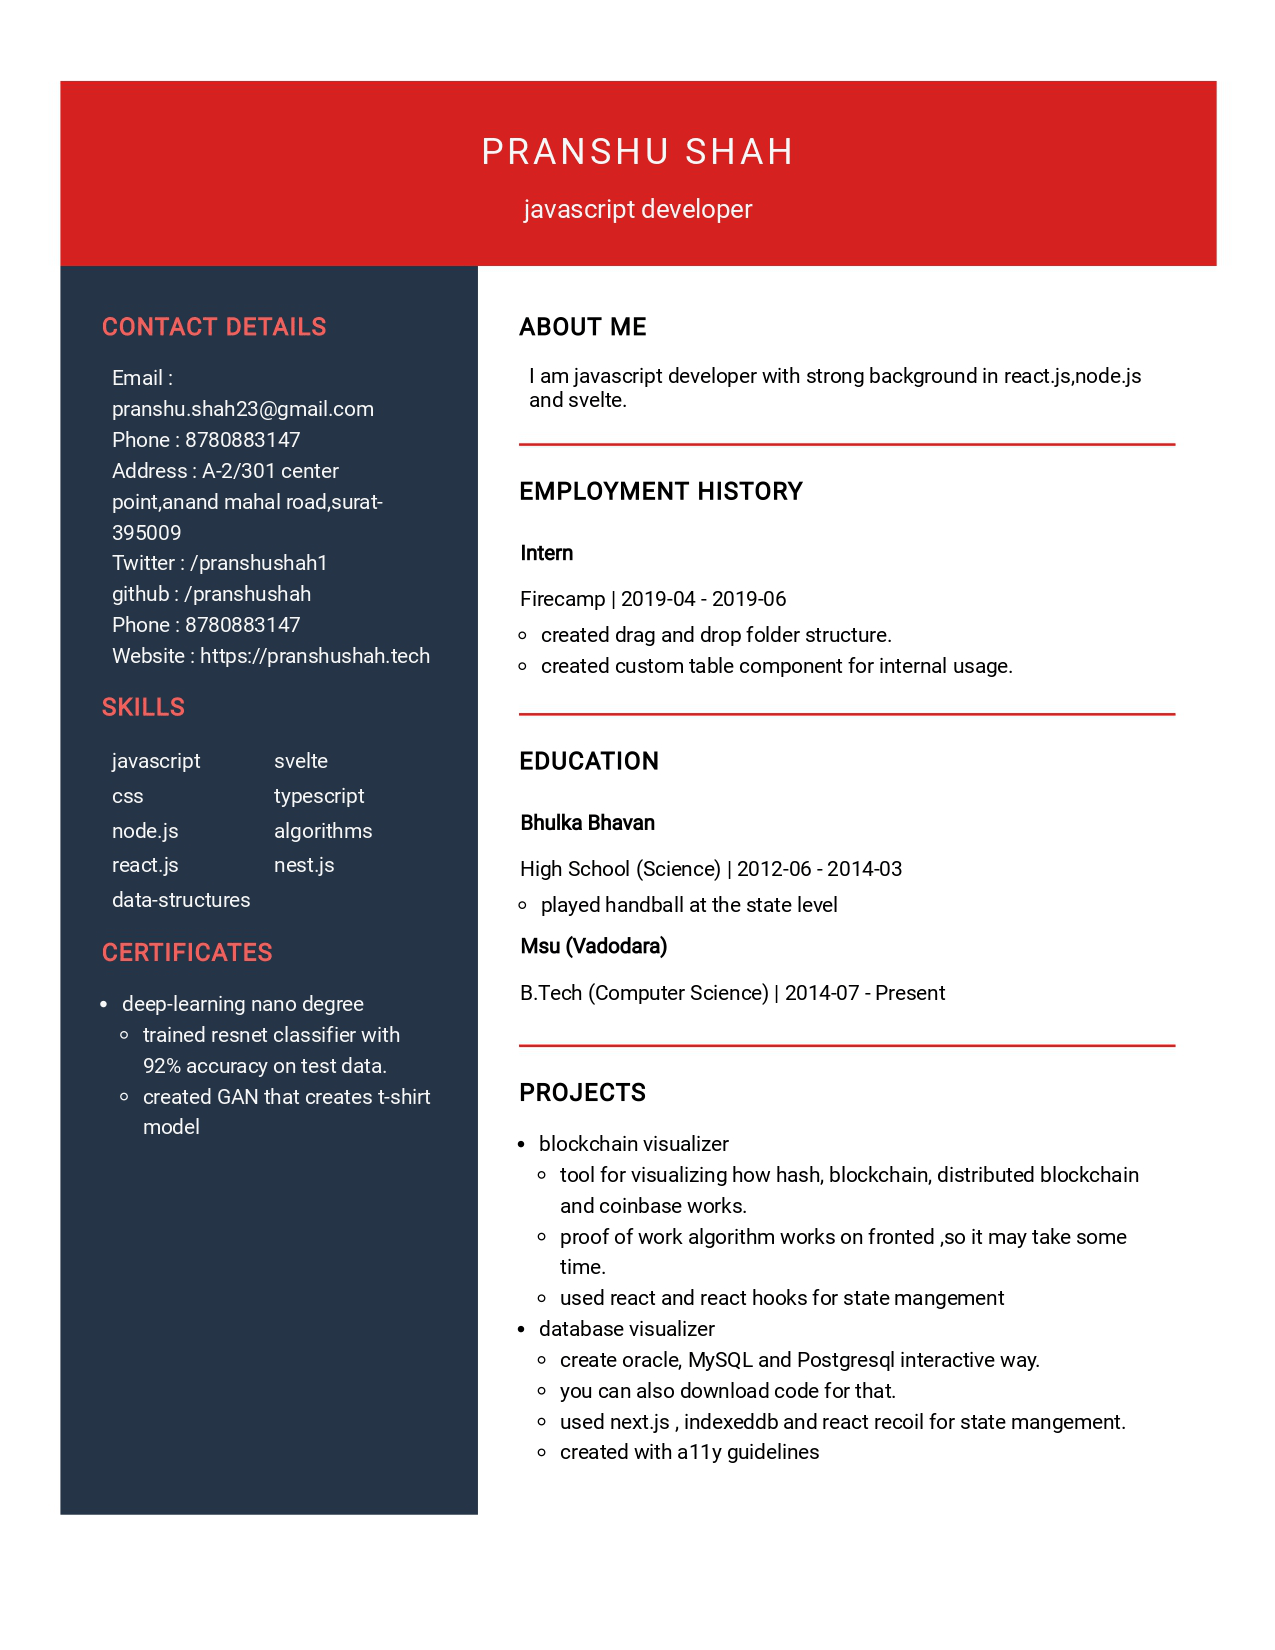 PRANSHU SHAH
javascript developer
CONTACT DETAILS
Email :
pranshu.shah23@gmail.com
Phone : 8780883147
Address : A-2/301 center
point,anand mahal road,surat-
395009
Twitter : /pranshushah1
github : /pranshushah
Phone : 8780883147
Website : https://pranshushah.tech
SKILLS
javascript svelte
css typescript
node.js algorithms
react.js nest.js
data-structures
CERTIFICATES
• deep-learning nano degree
◦ trained resnet classifier with
92% accuracy on test data.
◦ created GAN that creates t-shirt
model
ABOUT ME
I am javascript developer with strong background in react.js,node.js
and svelte.
EMPLOYMENT HISTORY
Intern
Firecamp | 2019-04 - 2019-06
◦ created drag and drop folder structure.
◦ created custom table component for internal usage.
EDUCATION
Bhulka Bhavan
High School (Science) | 2012-06 - 2014-03
◦ played handball at the state level
Msu (Vadodara)
B.Tech (Computer Science) | 2014-07 - Present
PROJECTS
• blockchain visualizer
◦ tool for visualizing how hash, blockchain, distributed blockchain
and coinbase works.
◦ proof of work algorithm works on fronted ,so it may take some
time.
◦ used react and react hooks for state mangement
• database visualizer
◦ create oracle, MySQL and Postgresql interactive way.
◦ you can also download code for that.
◦ used next.js , indexeddb and react recoil for state mangement.
◦ created with a11y guidelines